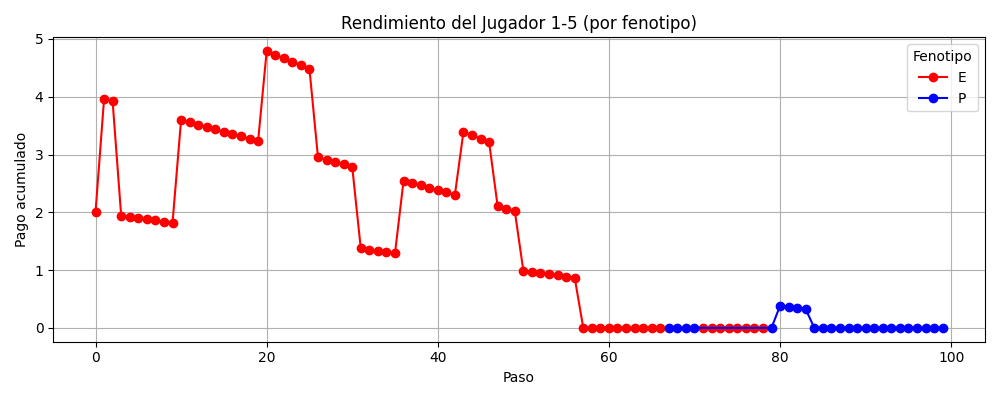 Rendimiento del Jugador 1-5 (por fenotipo)
Pago acumulado
5
4
3
2
1
0
Fenotipo
E
P
0 20 40 60 80 100
Paso